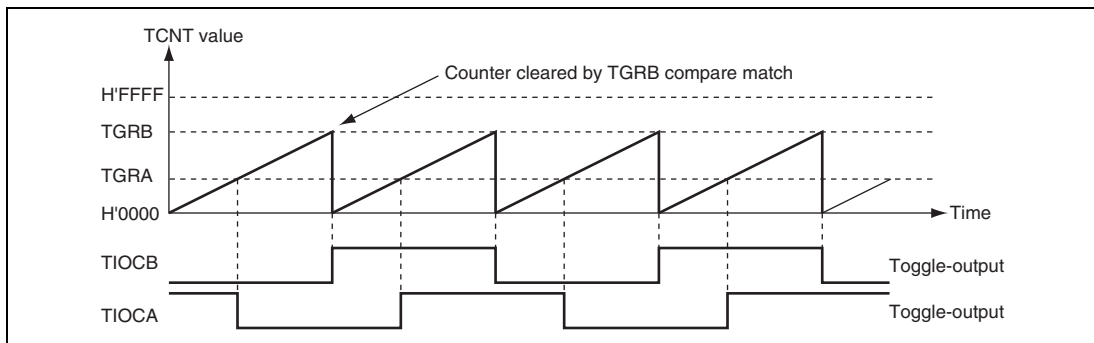 TCNT value
Counter cleared by TGRB compare match
H'FFFF
TGRB
TGRA
H'0000
Time
TIOCB
Toggle-output
TIOCA
Toggle-output